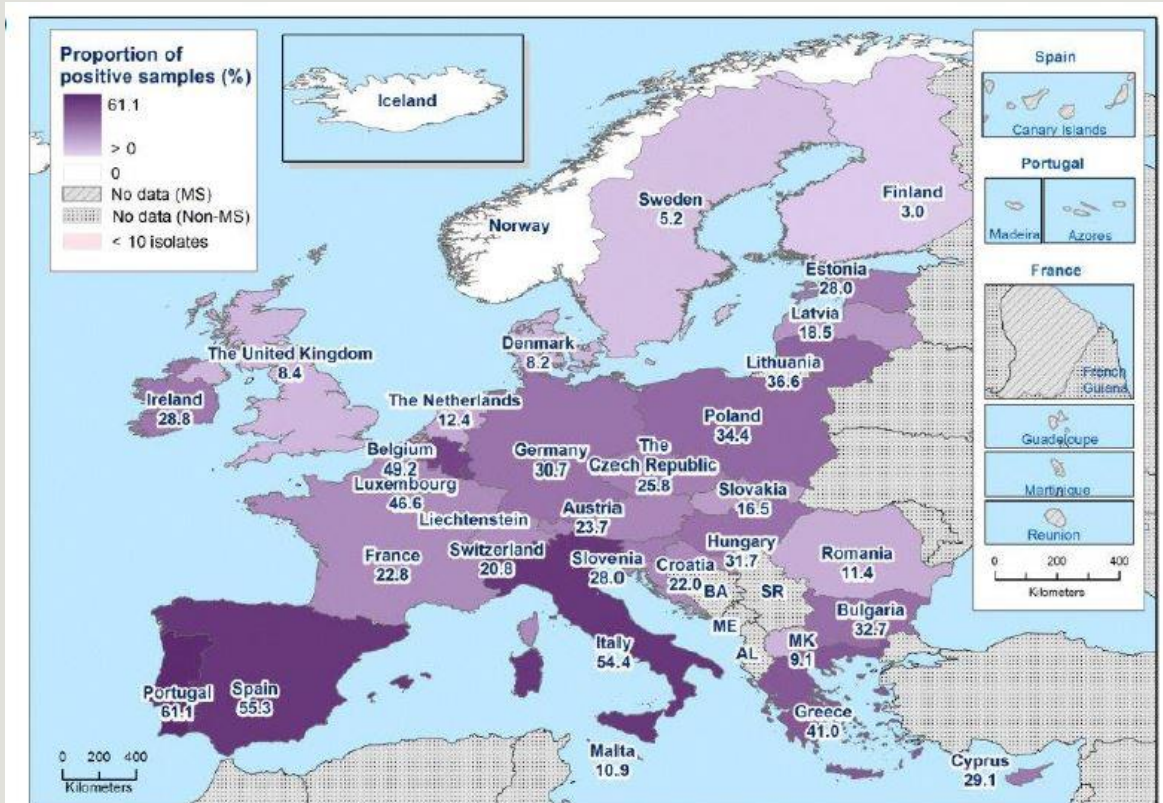 Proportion of
positive samples (%)
61.1
> 0
0
No data (MS)
No data (Non-MS)
< 10 isolates
Iceland
Spain
Canary Islands
Portugal
Madeira
Azores
France
French
Guiana
Guadeloupe
Martinique
Reunion
0 200 400
Kilometers
Norway
Sweden
5.2
Finland
3.0
Estonia
28.0
Latvia
18.5
Lithuania
36.6
Denmark
8.2
The United Kingdom
8.4
Ireland
28.8
The Netherlands
12.4
Belgium
49.2
Luxembourg
46.6
Germany
30.7
Poland
34.4
The
Czech Republic
25.8
Slovakia
16.5
Liechtenstein
Austria
23.7
France
22.8
Switzerland
20.8
Slovenia
28.0
Croatia
22.0
Hungary
31.7
Romania
11.4
BA
SR
Bulgaria
32.7
ME
MK
9.1
AL
Italy
54.4
Portugal
61.1
Spain
55.3
Greece
41.0
Malta
10.9
Cyprus
29.1
0 200 400
Kilometers